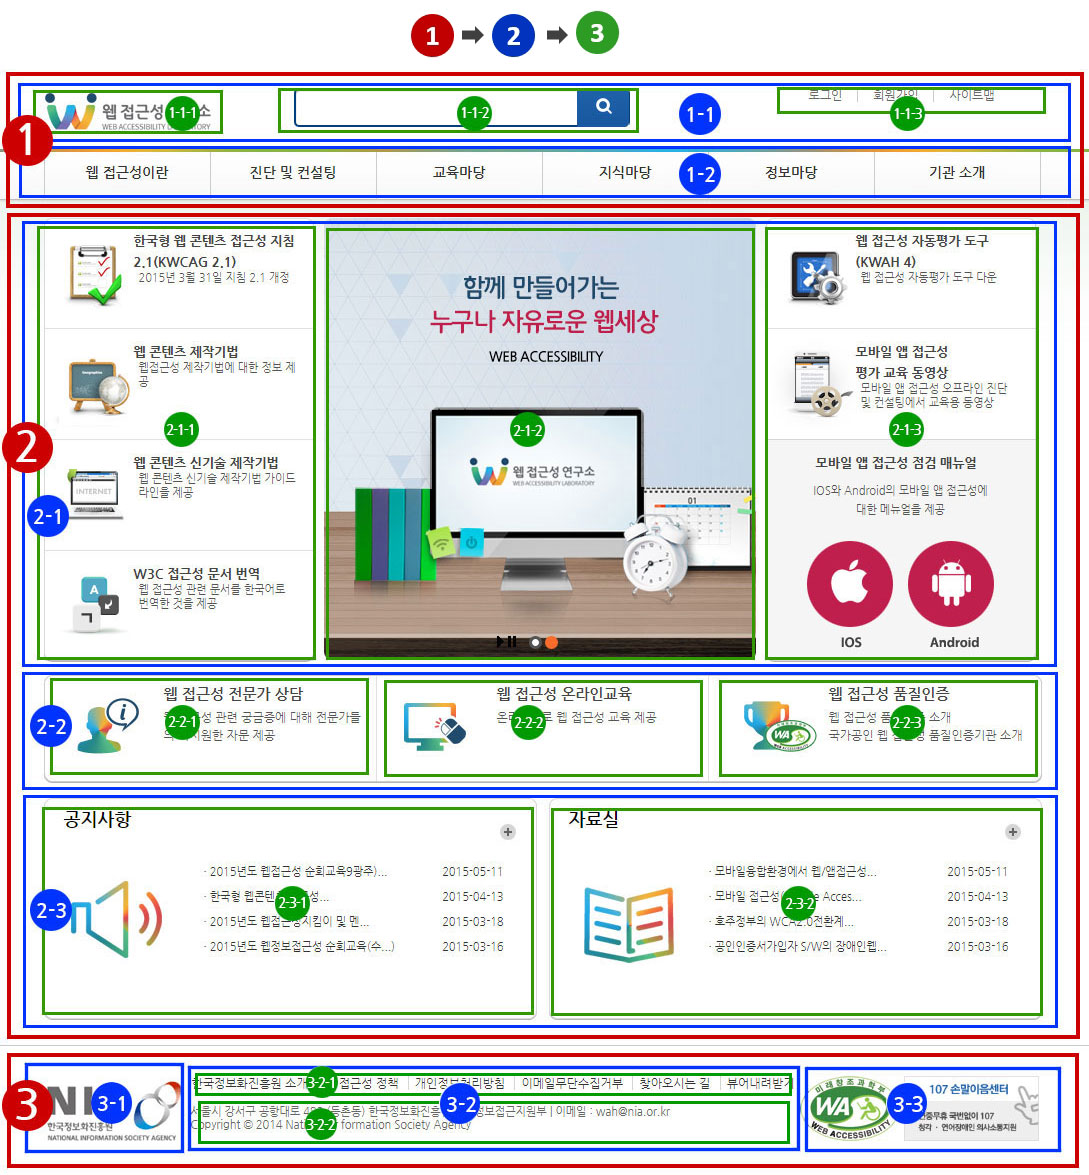 1 2 3
1
1-1
1-1-1
웹 접근성 소
WEB ACCESSIBILITY
1-1-2
1-1-3
로그인 회원가입 사이트맵
1-2
웹 접근성이란 진단 및 컨설팅 교육마당 지식마당 정보마당 기관 소개
2
2-1
2-1-1
한국형 웹 콘텐츠 접근성 지침
2.1(KWCAG 2.1)
2015년 3월 31일 지침 2.1 개정
웹 콘텐츠 제작기법
웹접근성 제작기법에 대한 정보 제
공
웹 콘텐츠 신기술 제작기법
웹 콘텐츠 신기술 제작기법 가이드
라인을 제공
INTERNET
W3C 접근성 문서 번역
웹 접근성 관련 문서를 한국어로
번역한 것을 제공
A
2-1-2
함께 만들어가는
누구나 자유로운 웹세상
WEB ACCESSIBILITY
웹 접근성 연구소
WEB ACCESSIBILITY LABORATORY
01
2-1-3
웹 접근성 자동평가 도구
(KWAH 4)
웹 접근성 자동평가 도구 다운
모바일 앱 접근성
평가 교육 동영상
모바일 앱 접근성 오프라인 진단
및 컨설팅에서 교육용 동영상
모바일 앱 접근성 점검 매뉴얼
IOS와 Android의 모바일 앱 접근성에
대한 메뉴얼을 제공
IOS Android
2-2
2-2-1
웹 접근성 전문가 상담
관련 궁금증에 대해 전문가들
자문 제공
2-2-2
웹 접근성 온라인교육
웹 접근성 교육 제공
2-2-3
웹 접근성 품질인증
웹 접근성 소개
국가공인 웹 품질인증기관 소개
WA
2-3
2-3-1
공지사항
+
· 2015년도 웹접근성 순회교육9광주)... 2015-05-11
· 한국형 웹콘텐 2015-04-13
· 2015년도 웹접근성지킴이 및 멘... 2015-03-18
· 2015년도 웹정보접근성 순회교육(수...) 2015-03-16
2-3-2
자료실
+
· 모바일융합환경에서 웹/앱접근성... 2015-05-11
· 모바일 접근성 Acces... 2015-04-13
· 호주정부의 WCA2.0전환계... 2015-03-18
· 공인인증서가입자 S/W의 장애인웹... 2015-03-16
3
3-1
한국정보화진흥원
NATIONAL INFORMATION SOCIETY AGENCY
3-2
3-2-1
한국정보화진흥원 소개 접근성 정책 개인정보처리방침 이메일무단수집거부 찾아오시는 길 뷰어내려받기
3-2-2
서울시 강서구 공항대로 (등촌동) 한국정보화진흥 정보접근지원부 | 이메일 : wah@nia.or.kr
Copyright © 2014 formation Society Agency
3-3
미래창조과학부
WA
WEB ACCESSIBILITY
107 손말이음센터
국번없이 107
청각 · 언어장애인 의사소통지원